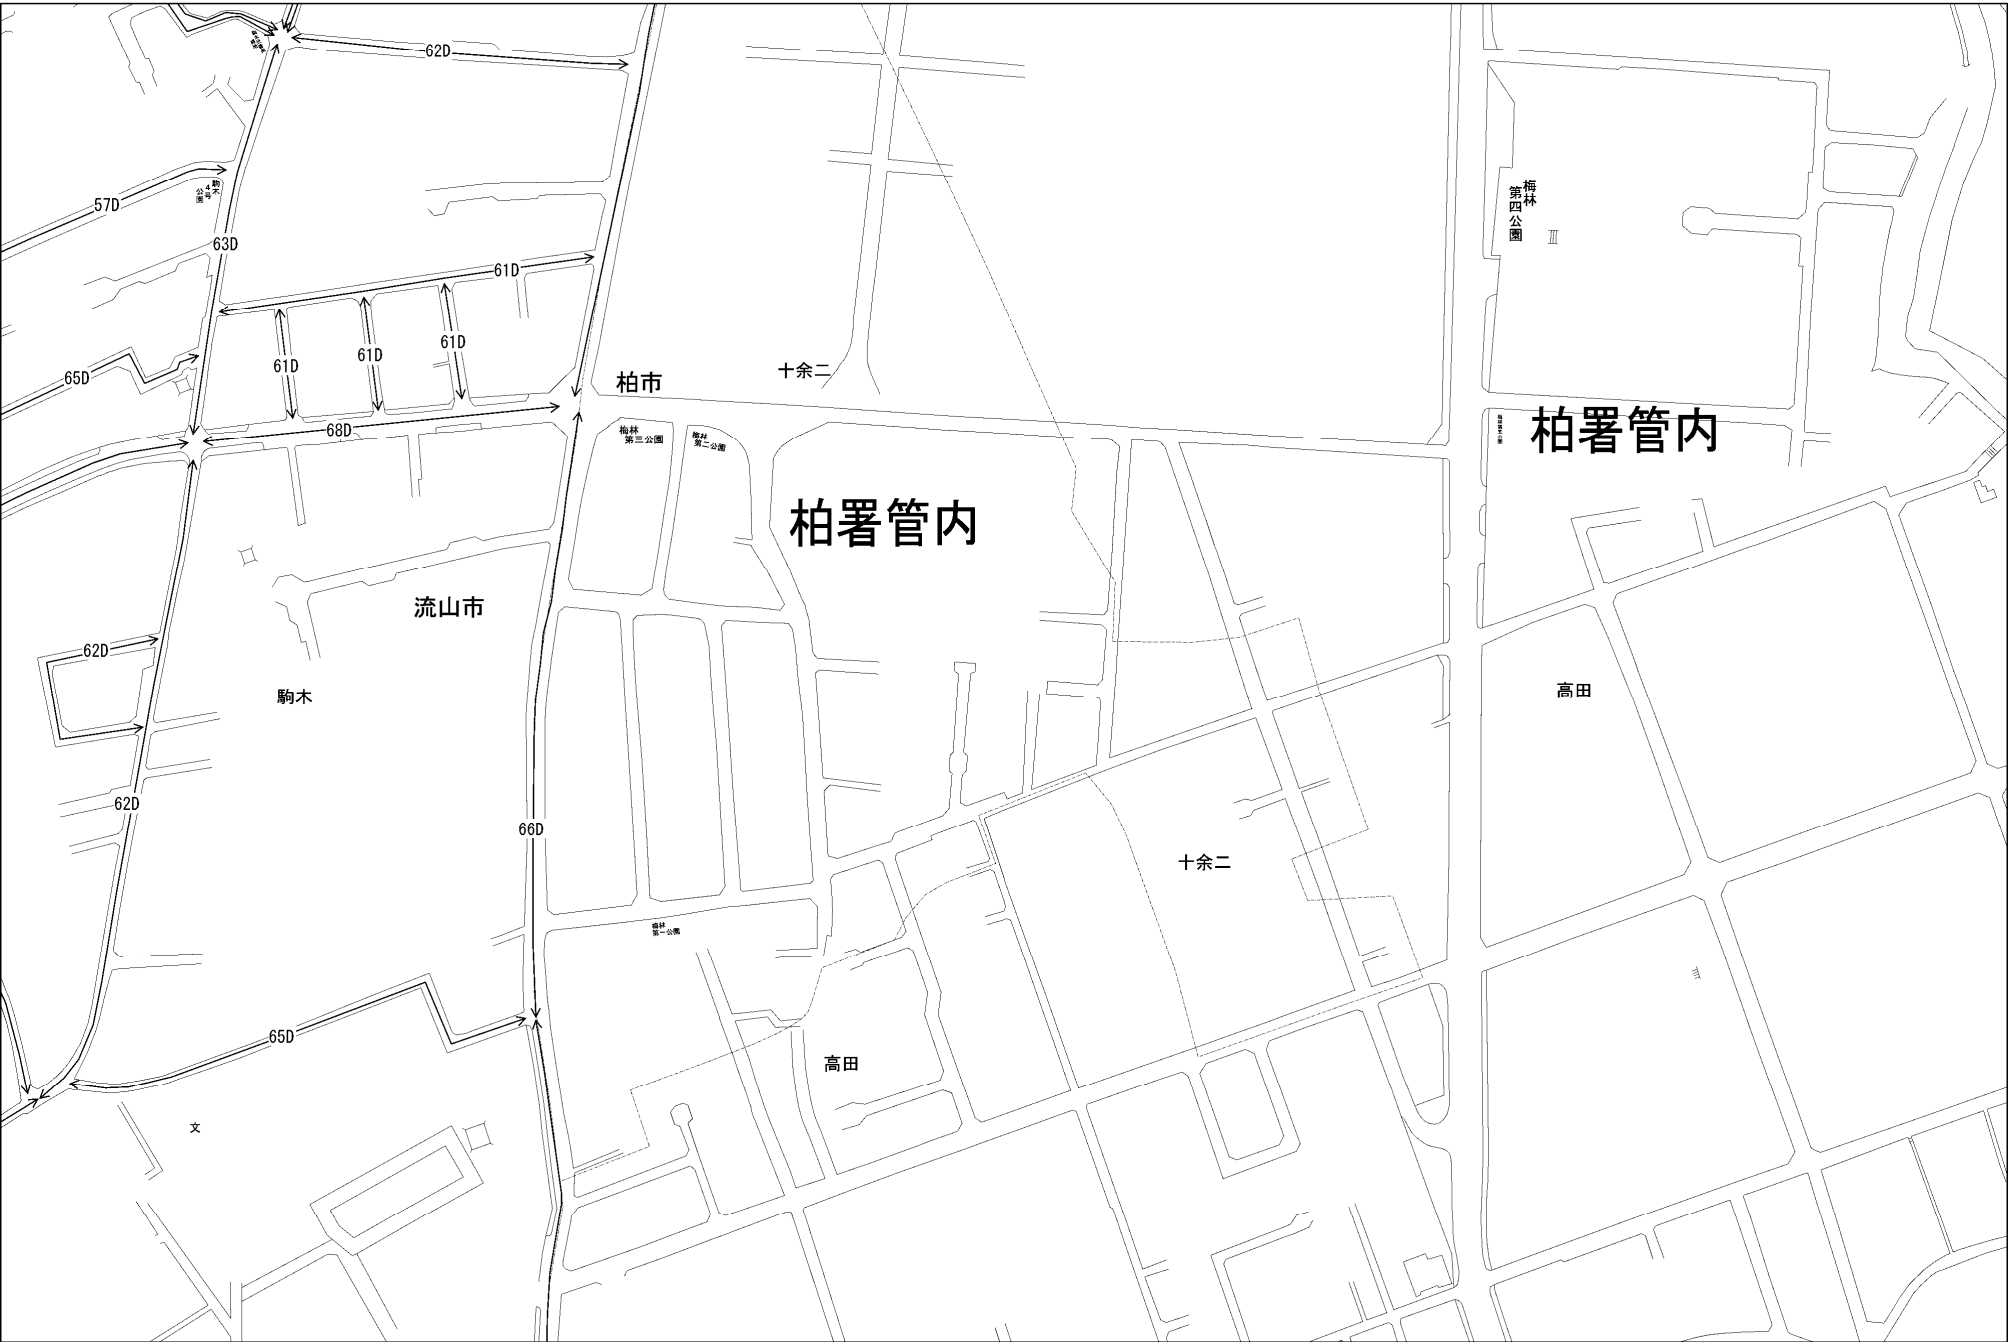 62D
57D
駒木
4号
公園
63D
61D
61D
61D
61D
65D
68D
柏市
十余二
梅林
第三公園
梅林
第二公園
柏署管内
梅林
第四公園
柏署管内
流山市
62D
駒木
高田
62D
66D
十余二
梅林
第一公園
65D
高田
文